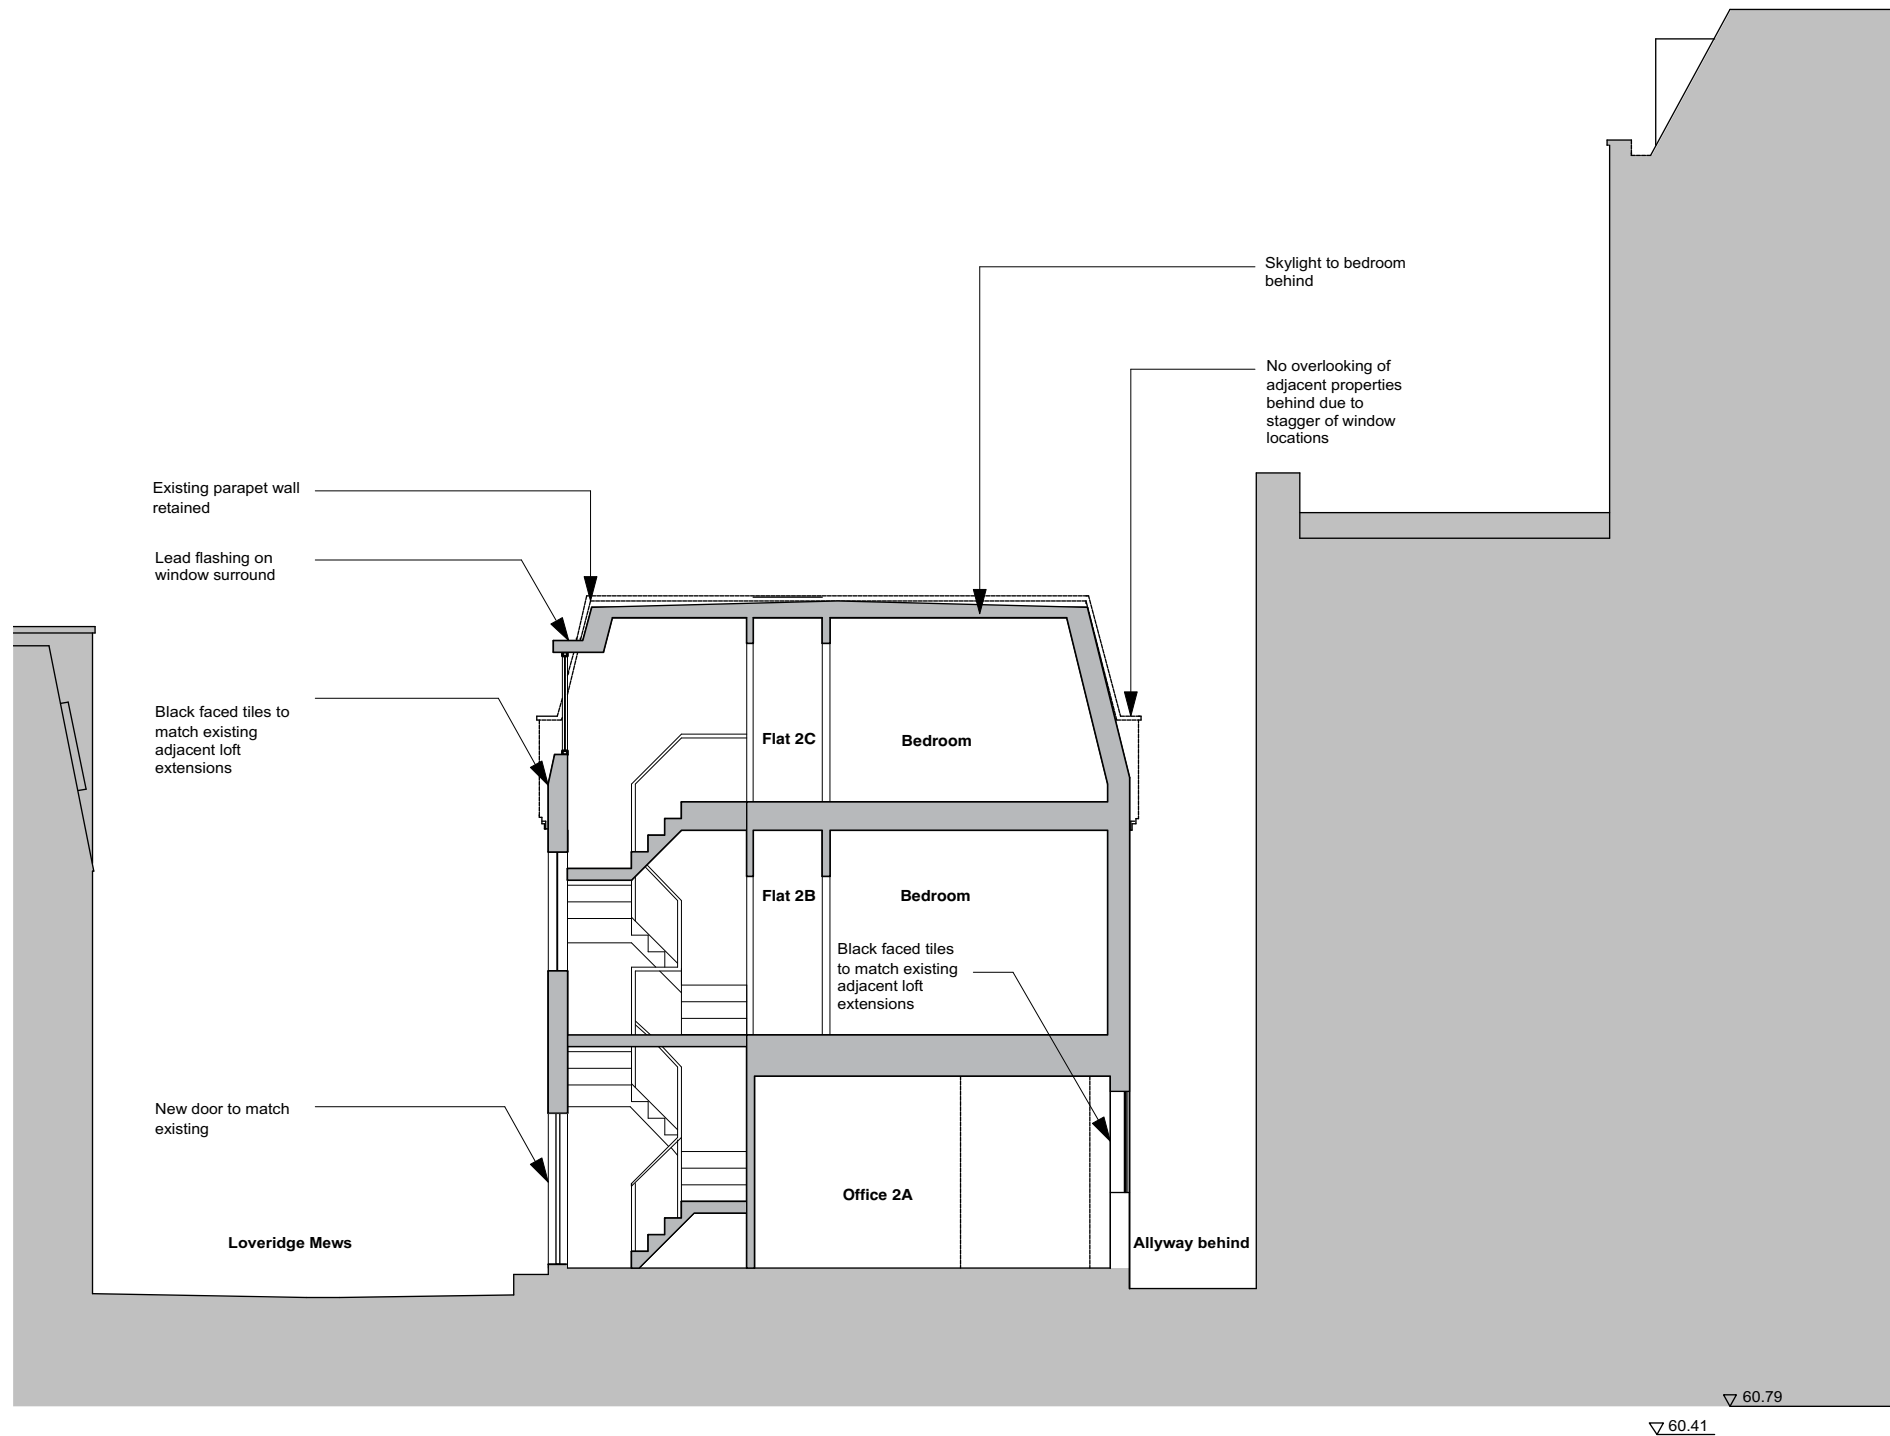 Skylight to bedroom
behind
No overlooking of
adjacent properties
behind due to
stagger of window
locations
Existing parapet wall
retained
Lead flashing on
window surround
Black faced tiles to
match existing
adjacent loft
extensions
Flat 2C
Bedroom
Flat 2B
Bedroom
Black faced tiles
to match existing
adjacent loft
extensions
New door to match
existing
Office 2A
Loveridge Mews
Allyway behind
60.79
60.41